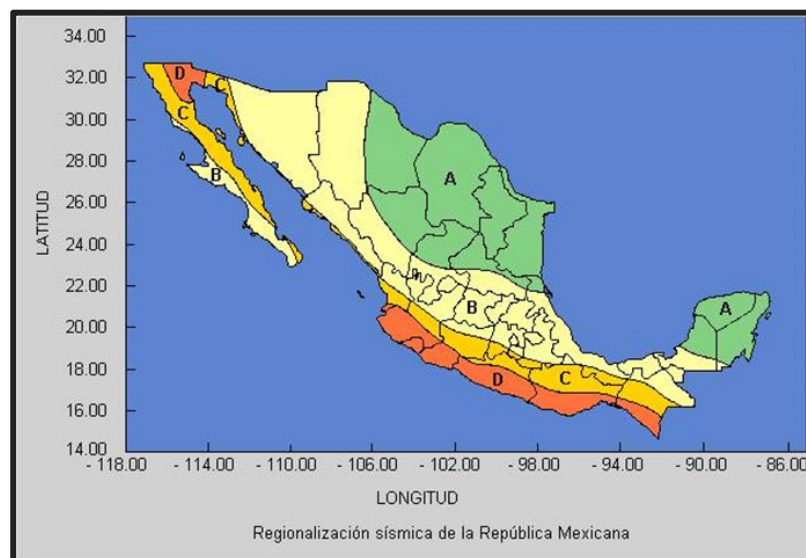 34.00
32.00
30.00
28.00
26.00
24.00
22.00
20.00
18.00
16.00
14.00
LATITUD
D
C
C
B
A
B
A
C
D
- 118.00 - 114.00 - 110.00 - 106.00 - 102.00 - 98.00 - 94.00 - 90.00 - 86.00
LONGITUD
Regionalización sísmica de la República Mexicana